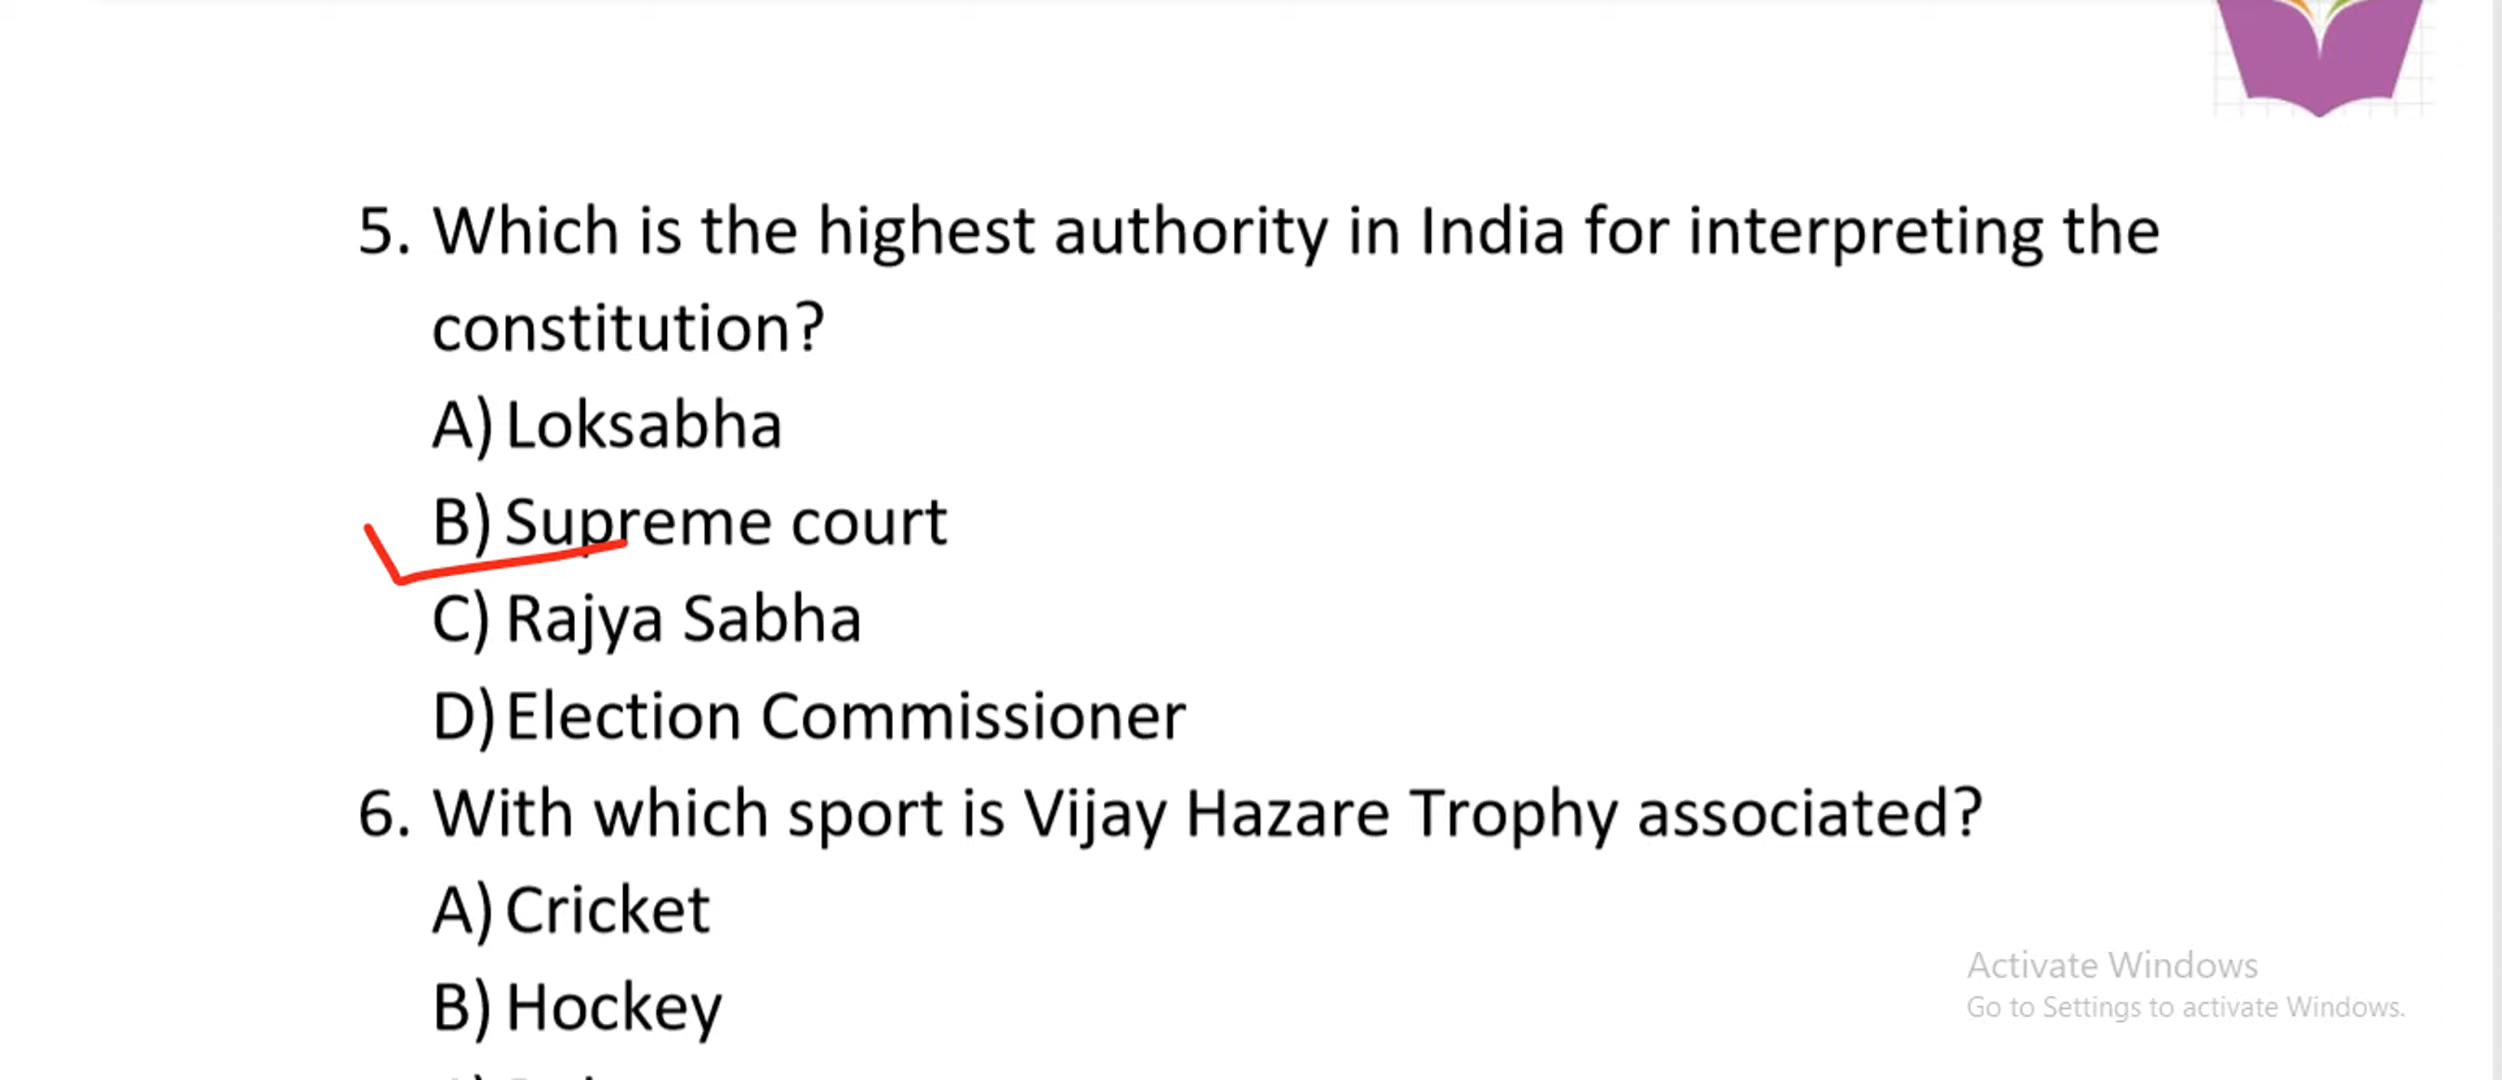 5. Which is the highest authority in India for interpreting the
constitution?
A) Loksabha
B) Supreme court
C) Rajya Sabha
D) Election Commissioner
6. With which sport is Vijay Hazare Trophy associated?
A) Cricket
B) Hockey
Activate Windows
Go to Settings to activate Windows.